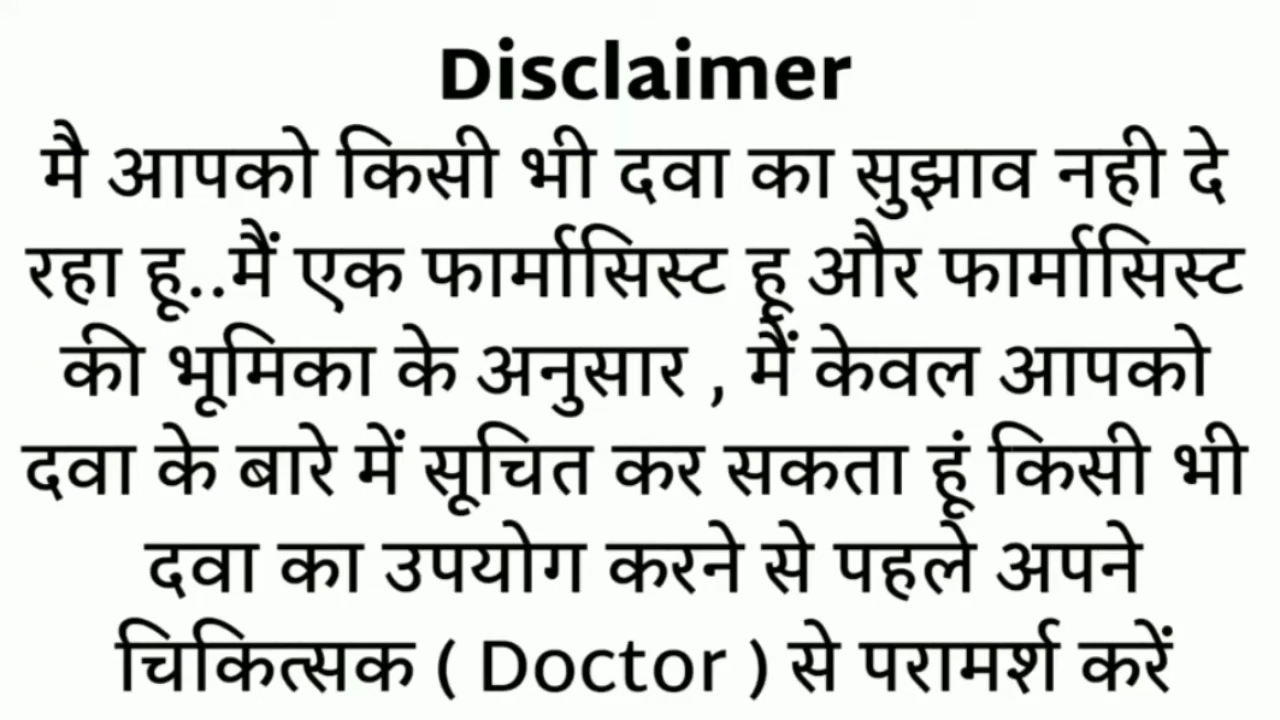 Disclaimer
मै आपको किसी भी दवा का सुझाव नही दे
रहा हू..मैं एक फार्मासिस्ट हू और फार्मासिस्ट
की भूमिका के अनुसार , मैं केवल आपको
दवा के बारे में सूचित कर सकता हूं किसी भी
दवा का उपयोग करने से पहले अपने
चिकित्सक ( Doctor ) से परामर्श करें